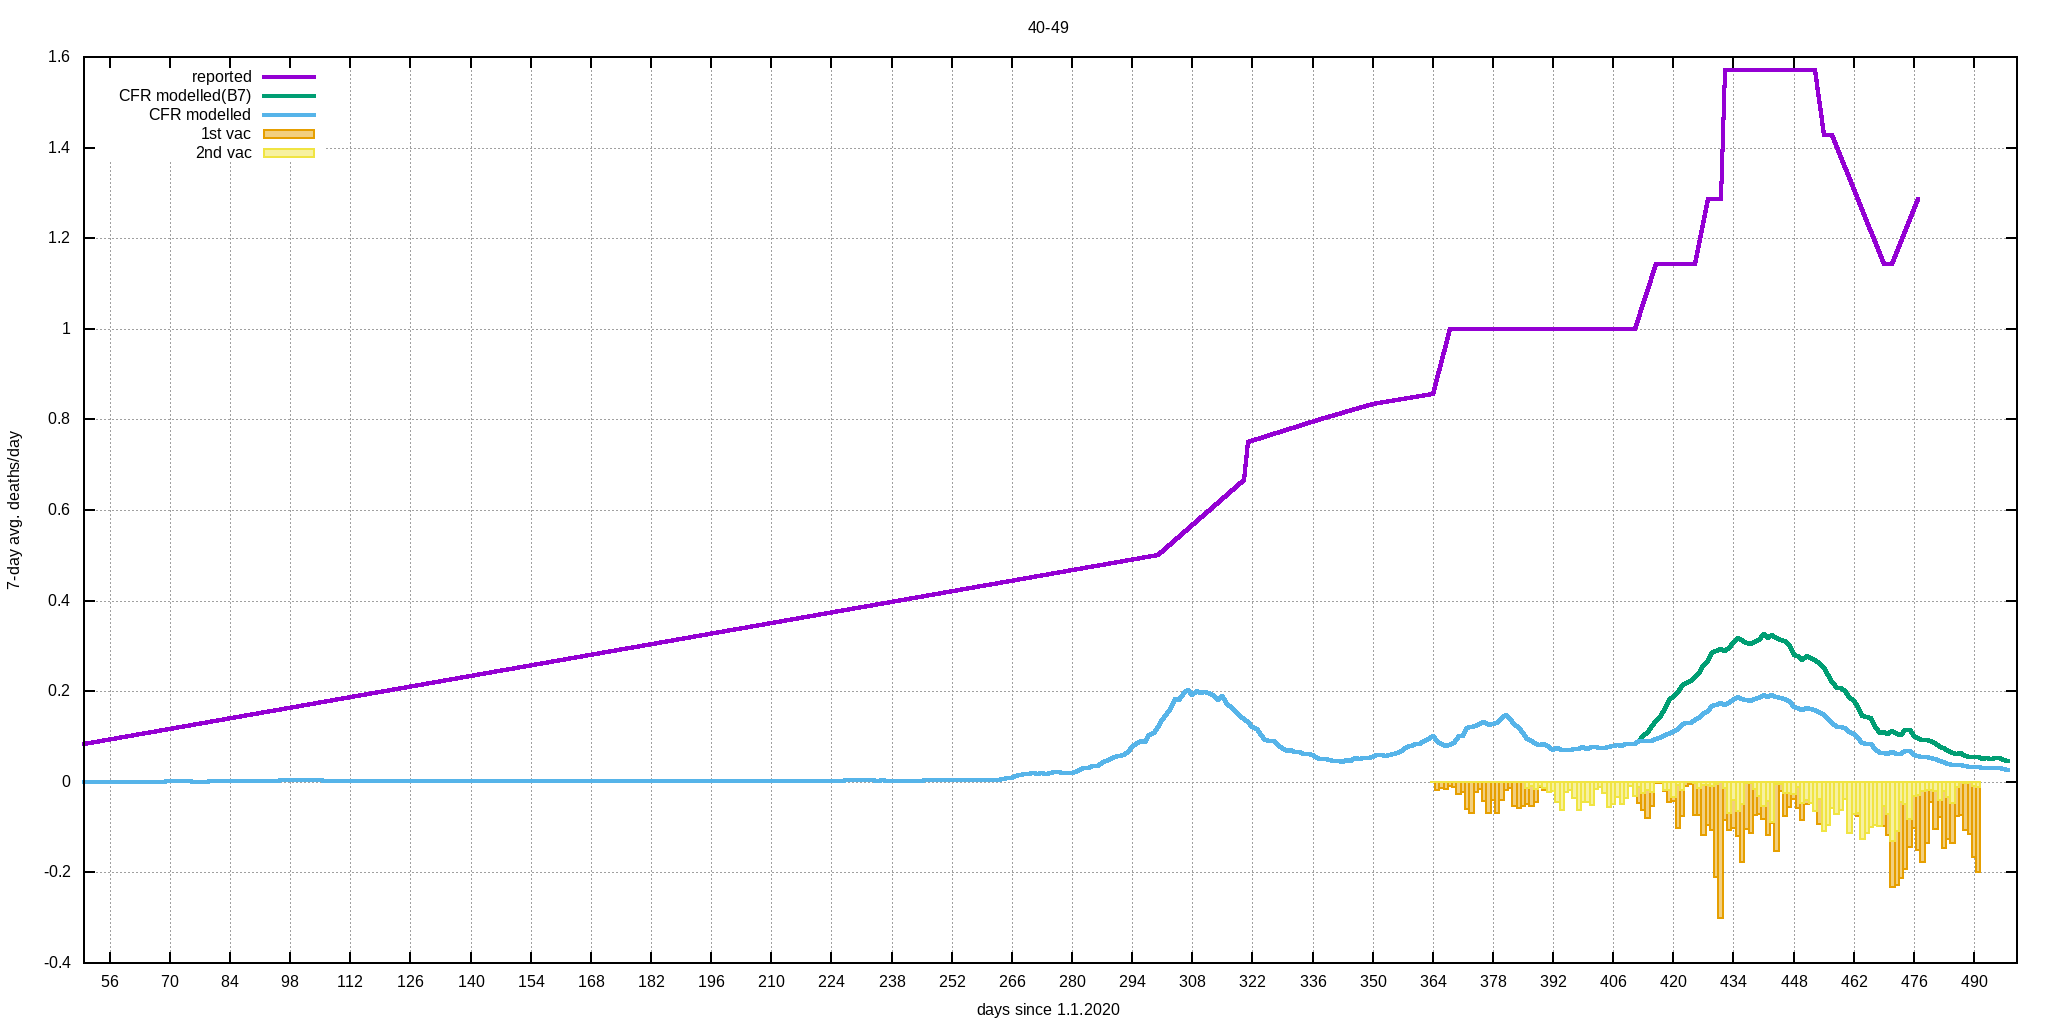 40-49
reported
CFR modelled(B7)
CFR modelled
1st vac
2nd vac
1.6
1.4
1.2
1
0.8
0.6
0.4
0.2
0
-0.2
-0.4
7-day avg. deaths/day
56 70 84 98 112 126 140 154 168 182 196 210 224 238 252 266 280 294 308 322 336 350 364 378 392 406 420 434 448 462 476 490
days since 1.1.2020